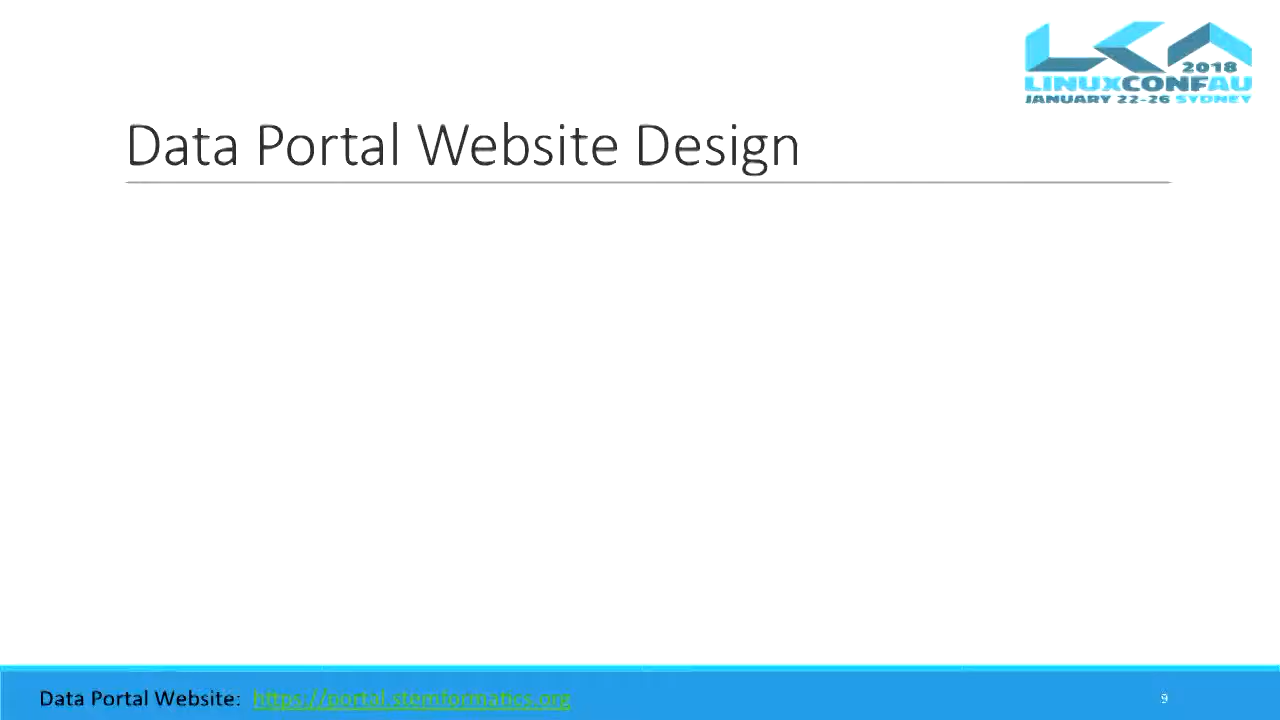 2018
LINUXCONFAU
JANUARY 22-26 SYDNEY
Data Portal Website Design
Data Portal Website: https://portal.stemformatics.org
9